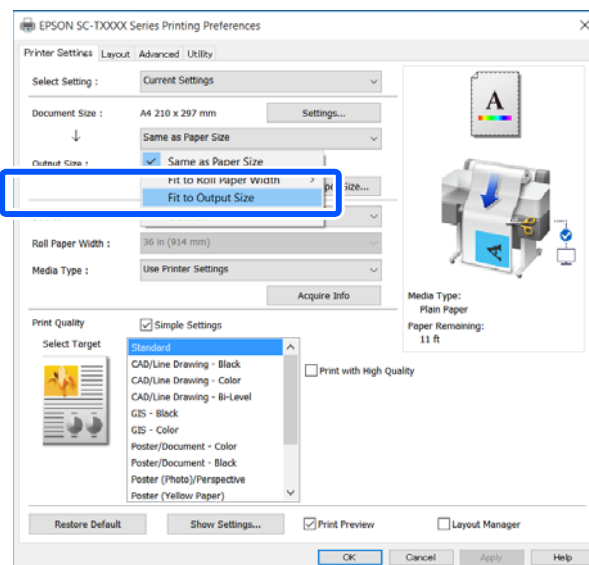 EPSON SC-TXXXX Series Printing Preferences
Printer Settings Layout Advanced Utility
Select Setting : Current Settings
Document Size : A4 210 x 297 mm Settings...
Same as Paper Size
Output Size : Same as Paper Size
Fit to Roll Paper Width Size...
Fit to Output Size
Roll Paper Width : 36 in (914 mm)
Media Type : Use Printer Settings
Acquire Info
A
Media Type:
Plain Paper
Paper Remaining:
11 ft
Print Quality Simple Settings
Select Target
Standard
CAD/Line Drawing - Black
CAD/Line Drawing - Color
CAD/Line Drawing - Bi-Level
GIS - Black
GIS - Color
Poster/Document - Color
Poster/Document - Black
Poster (Photo)/Perspective
Poster (Yellow Paper)
Print with High Quality
Restore Default Show Settings... Print Preview Layout Manager
OK Cancel Apply Help